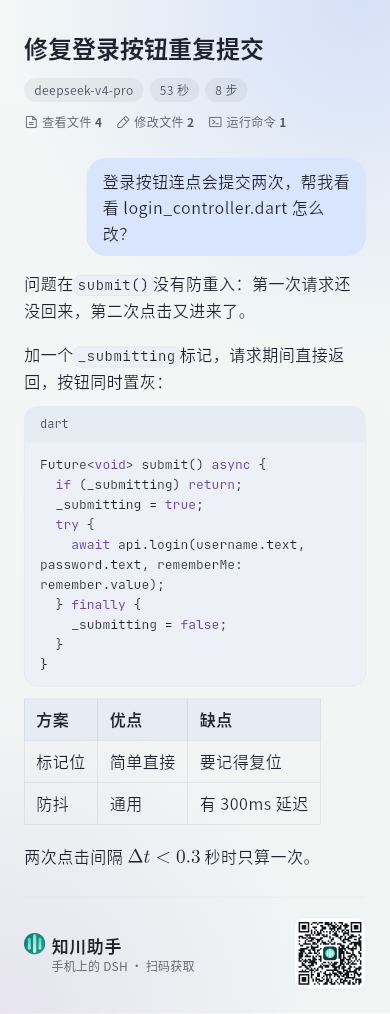 修复登录按钮重复提交
deepseek-v4-pro 53 秒 8 步
查看文件 4 修改文件 2 运行命令 1
登录按钮连点会提交两次，帮我看
看 login_controller.dart 怎么
改？
问题在 submit() 没有防重入：第一次请求还
没回来，第二次点击又进来了。
加一个 _submitting 标记，请求期间直接返
回，按钮同时置灰：
dart
Future<void> submit() async {
  if (_submitting) return;
  _submitting = true;
  try {
    await api.login(username.text,
password.text, rememberMe:
remember.value);
  } finally {
    _submitting = false;
  }
}
方案 优点 缺点
标记位 简单直接 要记得复位
防抖 通用 有 300ms 延迟
两次点击间隔 Δt < 0.3 秒时只算一次。
知川助手
手机上的 DSH · 扫码获取